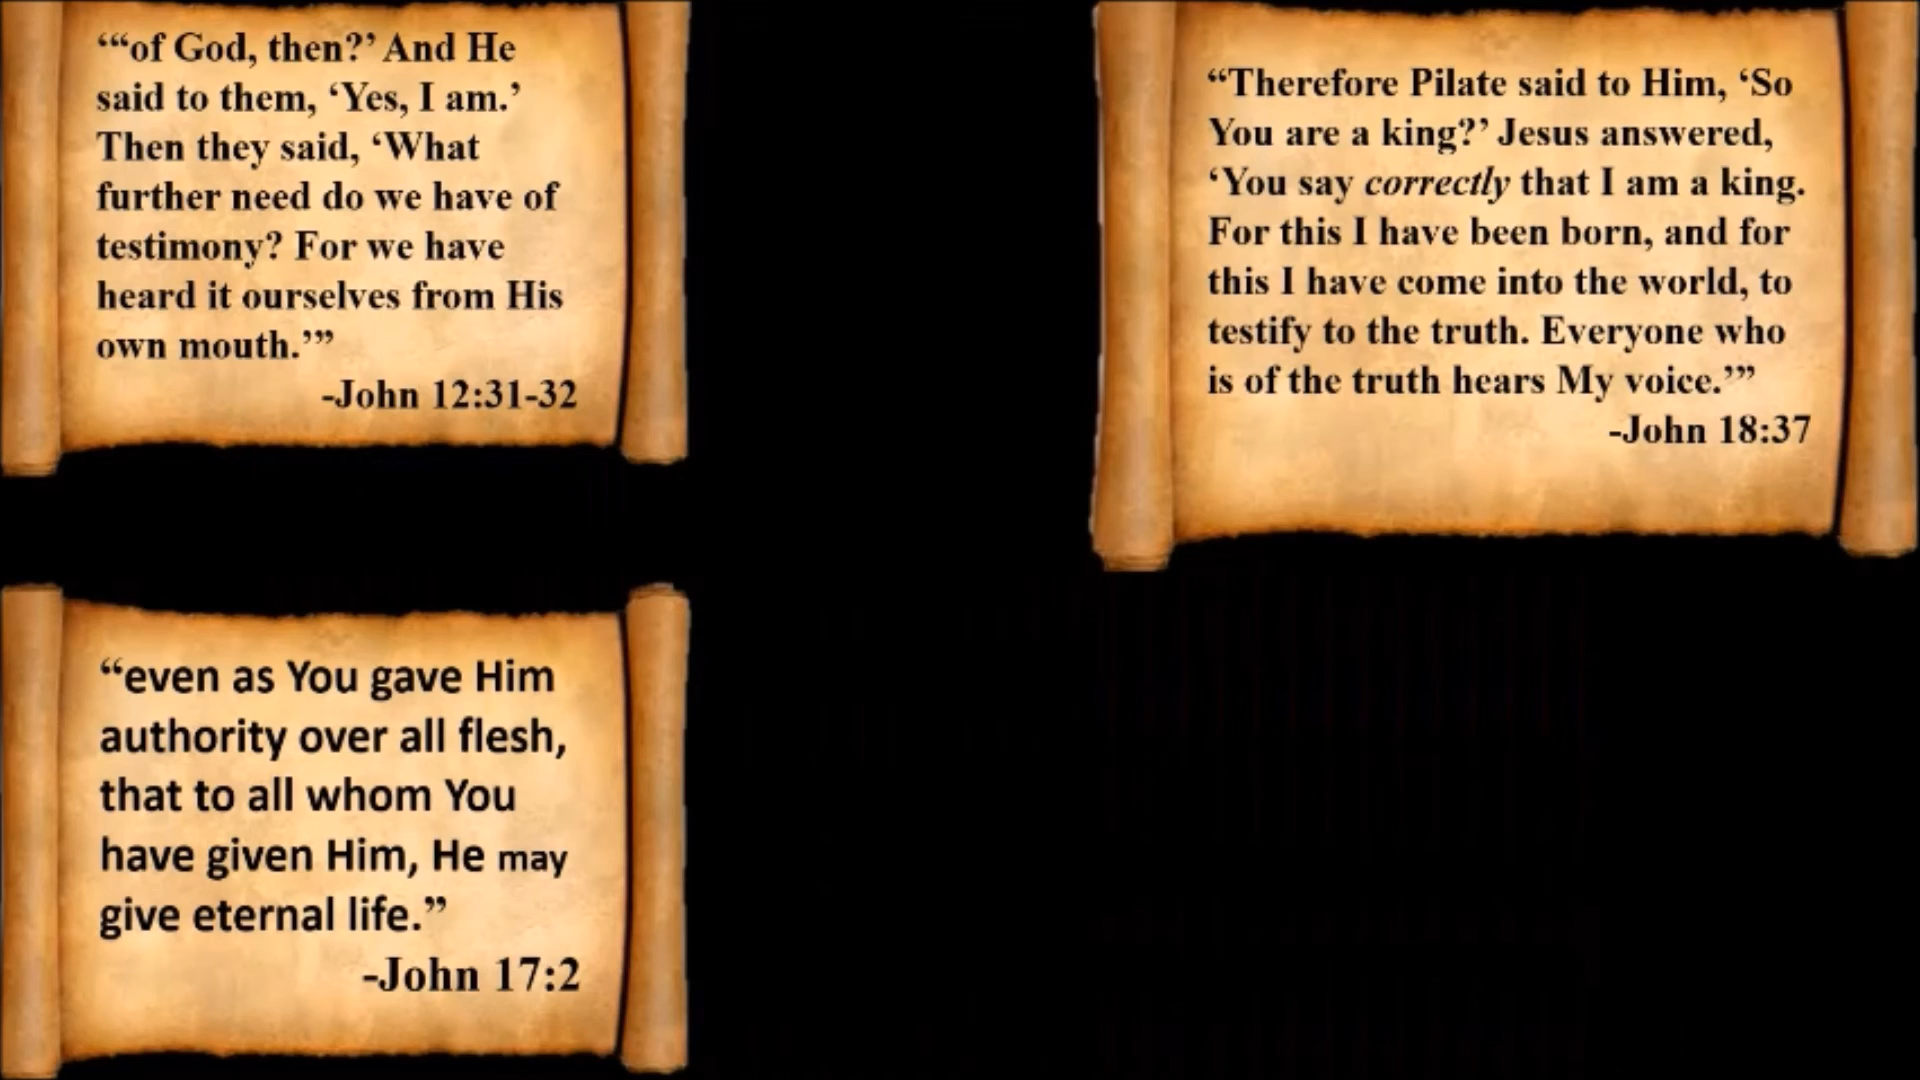 “‘of God, then?’ And He
said to them, ‘Yes, I am.’
Then they said, ‘What
further need do we have of
testimony? For we have
heard it ourselves from His
own mouth.’”
-John 12:31-32
“Therefore Pilate said to Him, ‘So
You are a king?’ Jesus answered,
‘You say correctly that I am a king.
For this I have been born, and for
this I have come into the world, to
testify to the truth. Everyone who
is of the truth hears My voice.’”
-John 18:37
“even as You gave Him
authority over all flesh,
that to all whom You
have given Him, He may
give eternal life.”
-John 17:2